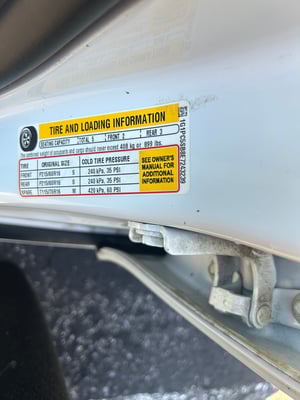 TIRE AND LOADING INFORMATION
SEATING CAPACITY TOTAL 5 FRONT 2 REAR 3
The combined weight of occupants and cargo should never exceed 408 kg or 899 lbs.
TIRE ORIGINAL SIZE COLD TIRE PRESSURE
FRONT P215/60R16 S 240 kPa, 35 PSI
REAR P215/60R16 S 240 kPa, 35 PSI
SPARE T115/70R16 M 420 kPa, 60 PSI
SEE OWNER'S
MANUAL FOR
ADDITIONAL
INFORMATION